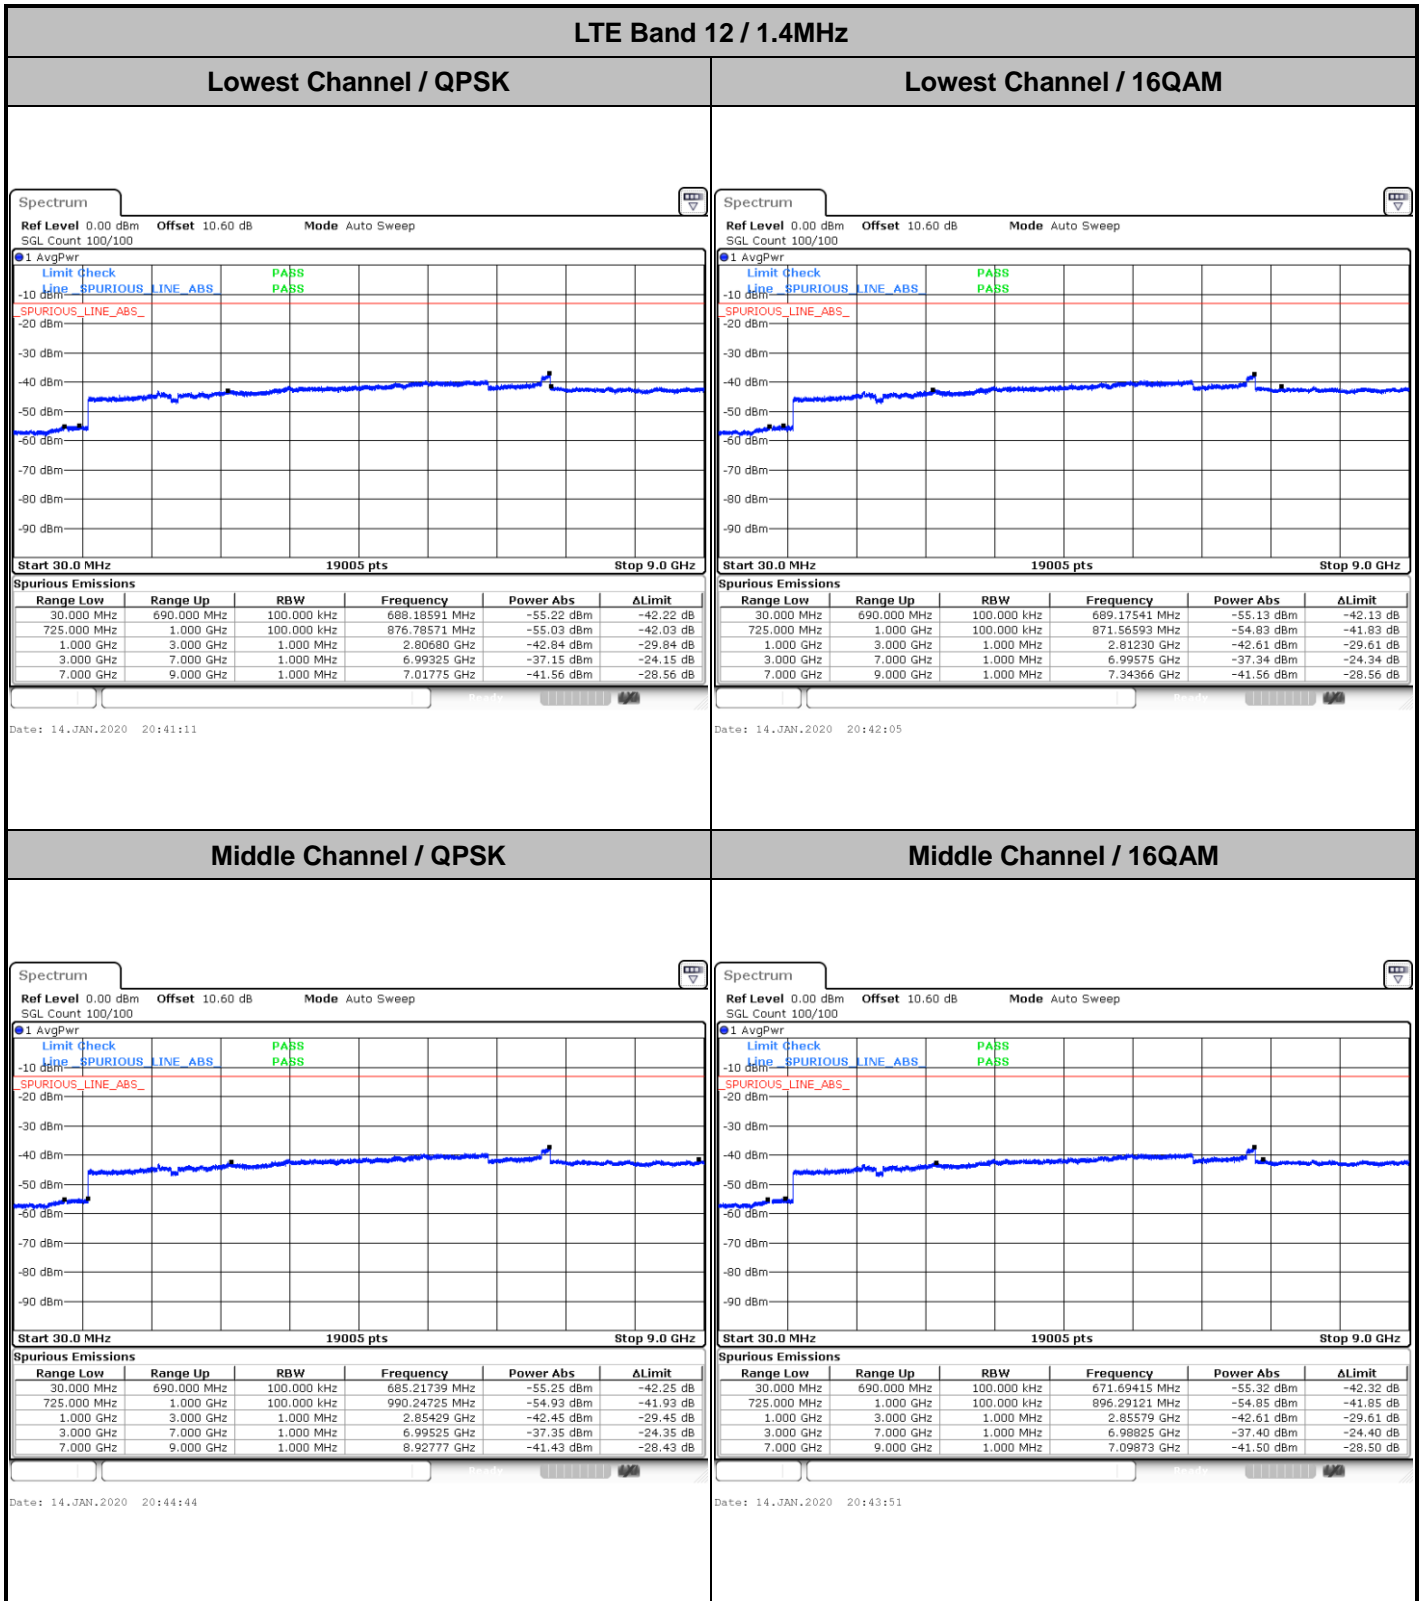 LTE Band 12 / 1.4MHz
Lowest Channel / QPSK
Lowest Channel / 16QAM
Spectrum
Ref Level 0.00 dBm Offset 10.60 dB Mode Auto Sweep
SGL Count 100/100
1 AvgPwr
Limit Check PASS
Line _SPURIOUS_LINE_ABS_ PASS
-10 dBm
_SPURIOUS_LINE_ABS_
-20 dBm
-30 dBm
-40 dBm
-50 dBm
-60 dBm
-70 dBm
-80 dBm
-90 dBm
Start 30.0 MHz 19005 pts Stop 9.0 GHz
Spurious Emissions
Range Low Range Up RBW Frequency Power Abs ΔLimit
30.000 MHz 690.000 MHz 100.000 kHz 688.18591 MHz -55.22 dBm -42.22 dB
725.000 MHz 1.000 GHz 100.000 kHz 876.78571 MHz -55.03 dBm -42.03 dB
1.000 GHz 3.000 GHz 1.000 MHz 2.80680 GHz -42.84 dBm -29.84 dB
3.000 GHz 7.000 GHz 1.000 MHz 6.99325 GHz -37.15 dBm -24.15 dB
7.000 GHz 9.000 GHz 1.000 MHz 7.01775 GHz -41.56 dBm -28.56 dB
Ready
Date: 14.JAN.2020 20:41:11
Spectrum
Ref Level 0.00 dBm Offset 10.60 dB Mode Auto Sweep
SGL Count 100/100
1 AvgPwr
Limit Check PASS
Line _SPURIOUS_LINE_ABS_ PASS
-10 dBm
_SPURIOUS_LINE_ABS_
-20 dBm
-30 dBm
-40 dBm
-50 dBm
-60 dBm
-70 dBm
-80 dBm
-90 dBm
Start 30.0 MHz 19005 pts Stop 9.0 GHz
Spurious Emissions
Range Low Range Up RBW Frequency Power Abs ΔLimit
30.000 MHz 690.000 MHz 100.000 kHz 689.17541 MHz -55.13 dBm -42.13 dB
725.000 MHz 1.000 GHz 100.000 kHz 871.56593 MHz -54.83 dBm -41.83 dB
1.000 GHz 3.000 GHz 1.000 MHz 2.81230 GHz -42.61 dBm -29.61 dB
3.000 GHz 7.000 GHz 1.000 MHz 6.99575 GHz -37.34 dBm -24.34 dB
7.000 GHz 9.000 GHz 1.000 MHz 7.34366 GHz -41.56 dBm -28.56 dB
Ready
Date: 14.JAN.2020 20:42:05
Middle Channel / QPSK
Middle Channel / 16QAM
Spectrum
Ref Level 0.00 dBm Offset 10.60 dB Mode Auto Sweep
SGL Count 100/100
1 AvgPwr
Limit Check PASS
Line _SPURIOUS_LINE_ABS_ PASS
-10 dBm
_SPURIOUS_LINE_ABS_
-20 dBm
-30 dBm
-40 dBm
-50 dBm
-60 dBm
-70 dBm
-80 dBm
-90 dBm
Start 30.0 MHz 19005 pts Stop 9.0 GHz
Spurious Emissions
Range Low Range Up RBW Frequency Power Abs ΔLimit
30.000 MHz 690.000 MHz 100.000 kHz 685.21739 MHz -55.25 dBm -42.25 dB
725.000 MHz 1.000 GHz 100.000 kHz 990.24725 MHz -54.93 dBm -41.93 dB
1.000 GHz 3.000 GHz 1.000 MHz 2.85429 GHz -42.45 dBm -29.45 dB
3.000 GHz 7.000 GHz 1.000 MHz 6.99525 GHz -37.35 dBm -24.35 dB
7.000 GHz 9.000 GHz 1.000 MHz 8.92777 GHz -41.43 dBm -28.43 dB
Ready
Date: 14.JAN.2020 20:44:44
Spectrum
Ref Level 0.00 dBm Offset 10.60 dB Mode Auto Sweep
SGL Count 100/100
1 AvgPwr
Limit Check PASS
Line _SPURIOUS_LINE_ABS_ PASS
-10 dBm
_SPURIOUS_LINE_ABS_
-20 dBm
-30 dBm
-40 dBm
-50 dBm
-60 dBm
-70 dBm
-80 dBm
-90 dBm
Start 30.0 MHz 19005 pts Stop 9.0 GHz
Spurious Emissions
Range Low Range Up RBW Frequency Power Abs ΔLimit
30.000 MHz 690.000 MHz 100.000 kHz 671.69415 MHz -55.32 dBm -42.32 dB
725.000 MHz 1.000 GHz 100.000 kHz 896.29121 MHz -54.85 dBm -41.85 dB
1.000 GHz 3.000 GHz 1.000 MHz 2.85579 GHz -42.61 dBm -29.61 dB
3.000 GHz 7.000 GHz 1.000 MHz 6.98825 GHz -37.40 dBm -24.40 dB
7.000 GHz 9.000 GHz 1.000 MHz 7.09873 GHz -41.50 dBm -28.50 dB
Ready
Date: 14.JAN.2020 20:43:51